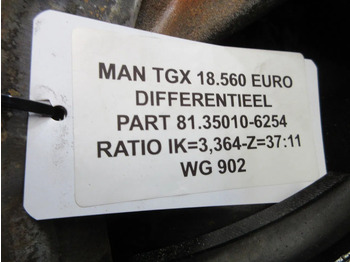 MAN TGX 18.560 EURO
DIFFERENTIEEL
PART 81.35010-6254
RATIO IK=3,364-Z=37:11
WG 902